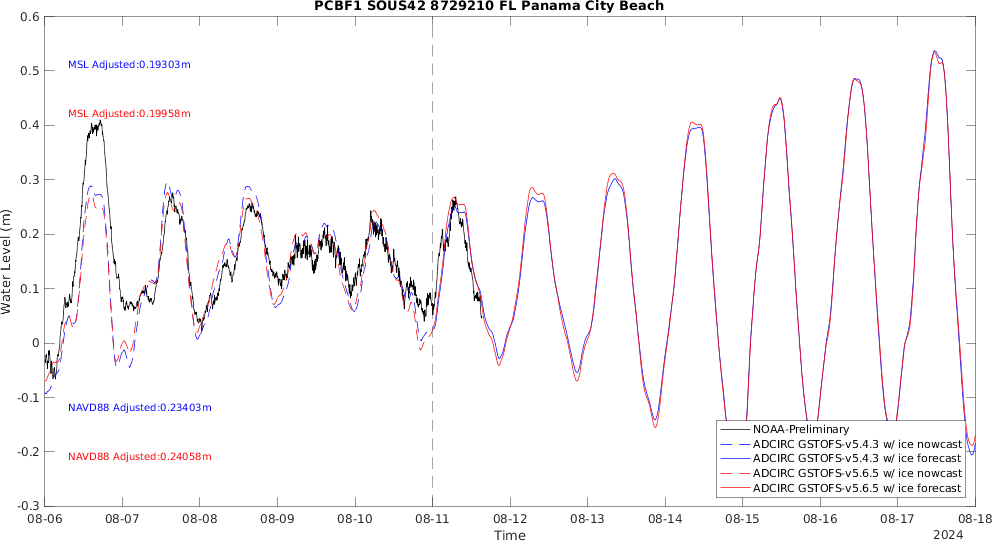 PCBF1 SOUS42 8729210 FL Panama City Beach
0.6
0.5
0.4
0.3
0.2
0.1
0
-0.1
-0.2
-0.3
Water Level (m)
MSL Adjusted:0.19303m
MSL Adjusted:0.19958m
NAVD88 Adjusted:0.23403m
NAVD88 Adjusted:0.24058m
NOAA-Preliminary
ADCIRC GSTOFS-v5.4.3 w/ ice nowcast
ADCIRC GSTOFS-v5.4.3 w/ ice forecast
ADCIRC GSTOFS-v5.6.5 w/ ice nowcast
ADCIRC GSTOFS-v5.6.5 w/ ice forecast
08-06 08-07 08-08 08-09 08-10 08-11 08-12 08-13 08-14 08-15 08-16 08-17 08-18
Time
2024